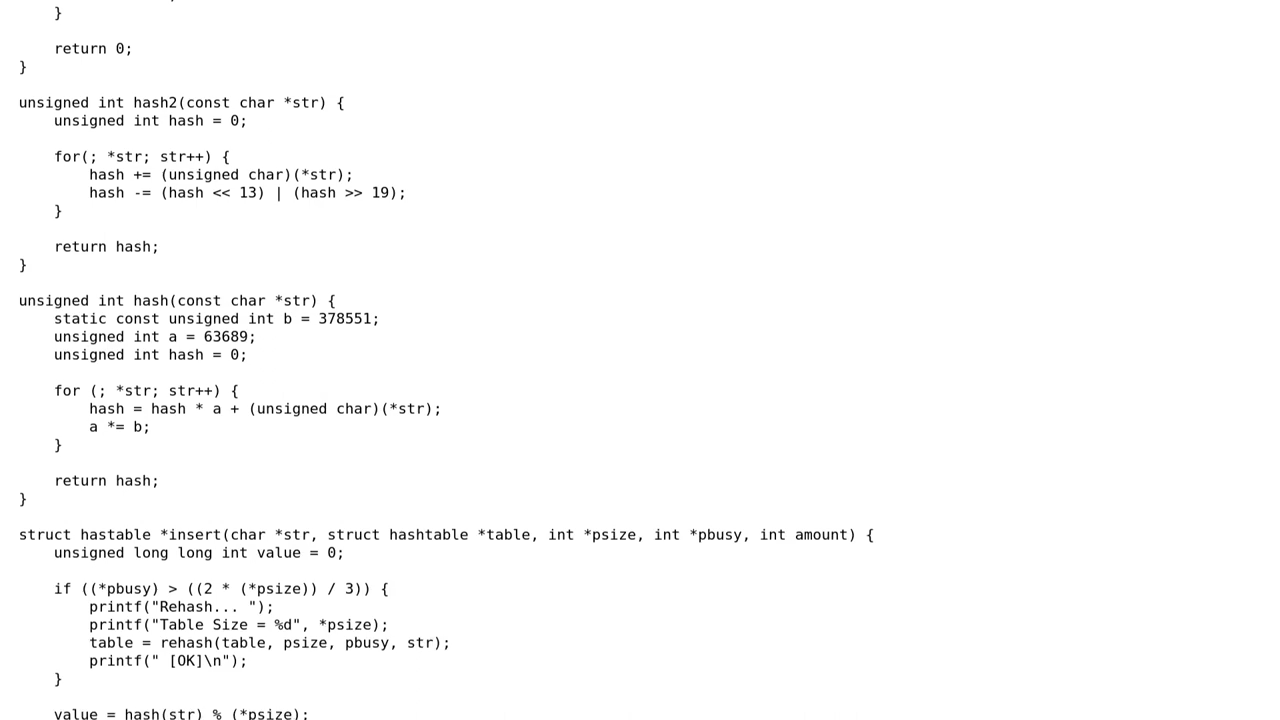 }

    return 0;
}

unsigned int hash2(const char *str) {
    unsigned int hash = 0;

    for(; *str; str++) {
        hash += (unsigned char)(*str);
        hash -= (hash << 13) | (hash >> 19);
    }

    return hash;
}

unsigned int hash(const char *str) {
    static const unsigned int b = 378551;
    unsigned int a = 63689;
    unsigned int hash = 0;

    for (; *str; str++) {
        hash = hash * a + (unsigned char)(*str);
        a *= b;
    }

    return hash;
}

struct hastable *insert(char *str, struct hashtable *table, int *psize, int *pbusy, int amount) {
    unsigned long long int value = 0;

    if ((*pbusy) > ((2 * (*psize)) / 3)) {
        printf("Rehash... ");
        printf("Table Size = %d", *psize);
        table = rehash(table, psize, pbusy, str);
        printf(" [OK]\n");
    }

    value = hash(str) % (*psize);